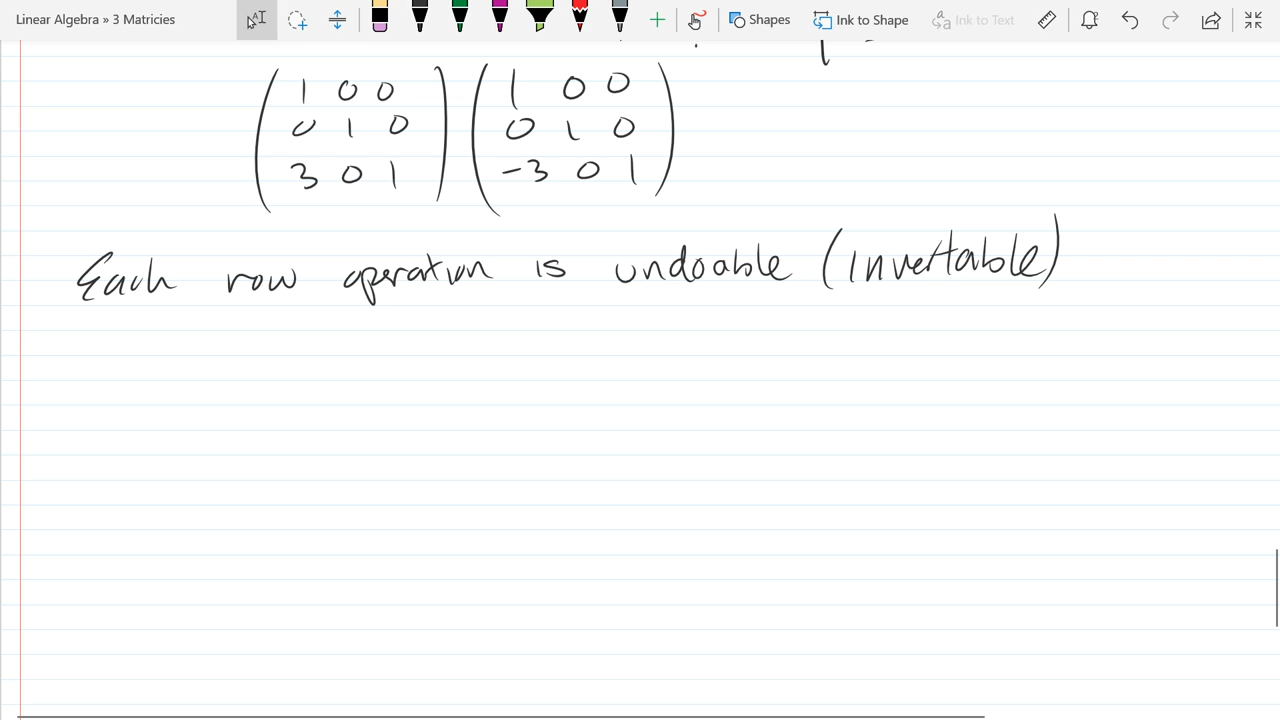 Linear Algebra » 3 Matricies
Shapes
Ink to Shape
Ink to Text
1 0 0 1 0 0
0 1 0 0 1 0
3 0 1 -3 0 1
Each row operation is undoable (invertable)